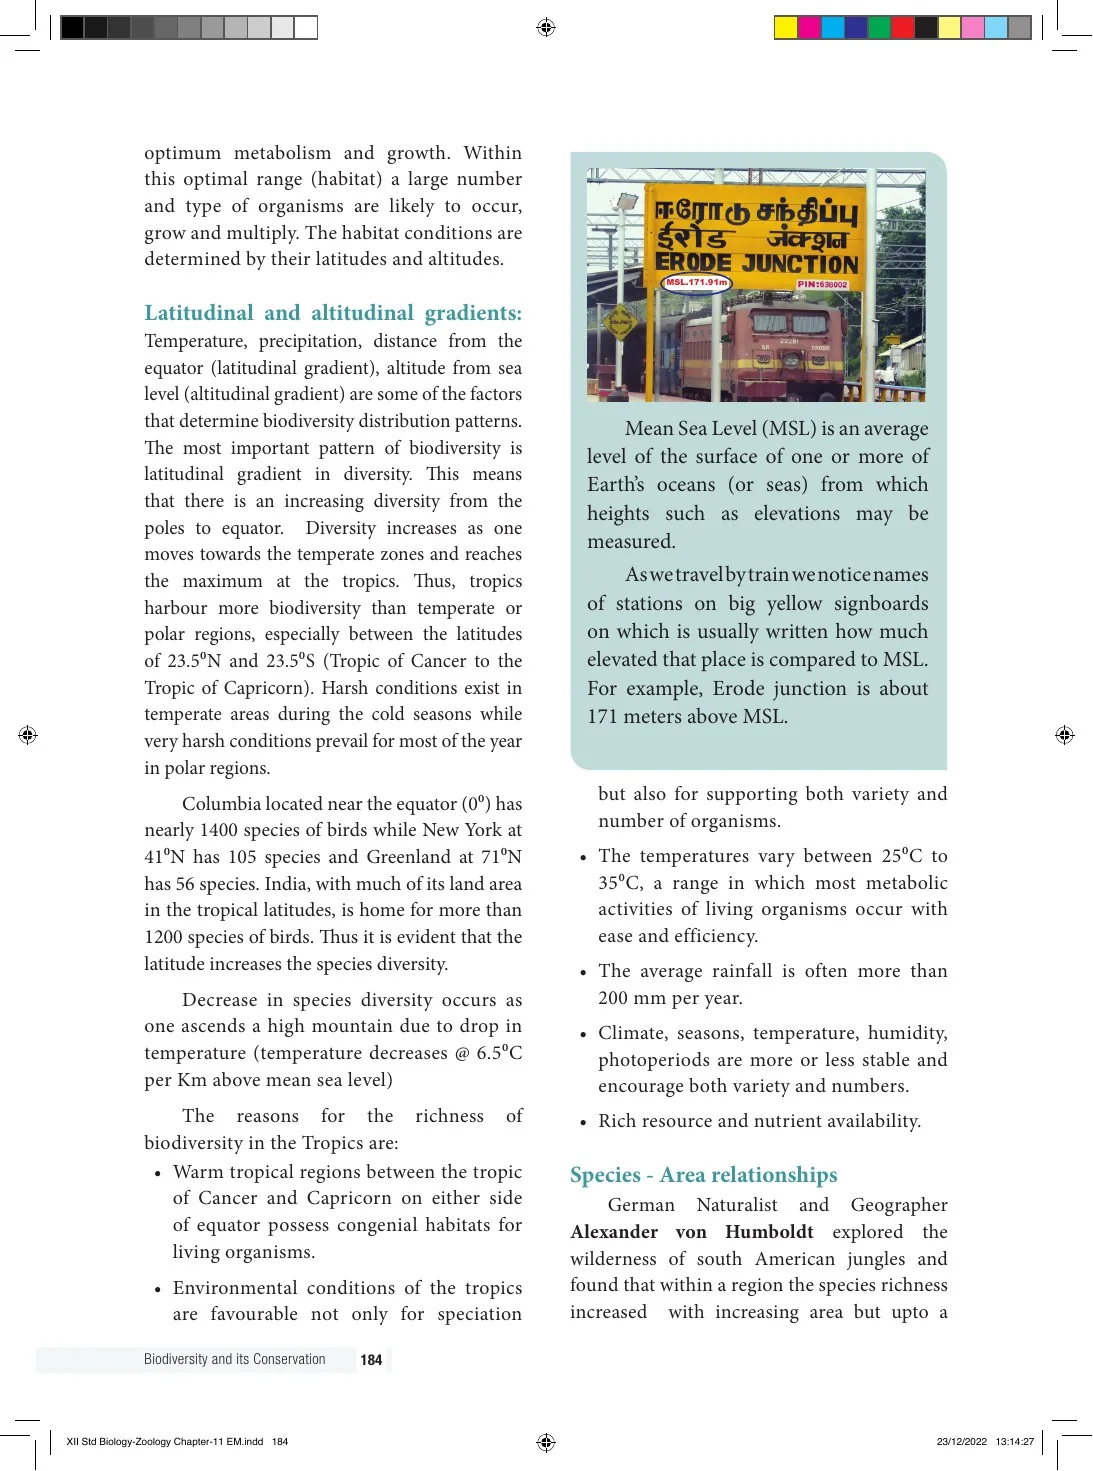 optimum metabolism and growth. Within
this optimal range (habitat) a large number
and type of organisms are likely to occur,
grow and multiply. The habitat conditions are
determined by their latitudes and altitudes.
Latitudinal and altitudinal gradients:
Temperature, precipitation, distance from the
equator (latitudinal gradient), altitude from sea
level (altitudinal gradient) are some of the factors
that determine biodiversity distribution patterns.
The most important pattern of biodiversity is
latitudinal gradient in diversity. This means
that there is an increasing diversity from the
poles to equator. Diversity increases as one
moves towards the temperate zones and reaches
the maximum at the tropics. Thus, tropics
harbour more biodiversity than temperate or
polar regions, especially between the latitudes
of 23.5⁰N and 23.5⁰S (Tropic of Cancer to the
Tropic of Capricorn). Harsh conditions exist in
temperate areas during the cold seasons while
very harsh conditions prevail for most of the year
in polar regions.
Columbia located near the equator (0⁰) has
nearly 1400 species of birds while New York at
41⁰N has 105 species and Greenland at 71⁰N
has 56 species. India, with much of its land area
in the tropical latitudes, is home for more than
1200 species of birds. Thus it is evident that the
latitude increases the species diversity.
Decrease in species diversity occurs as
one ascends a high mountain due to drop in
temperature (temperature decreases @ 6.5⁰C
per Km above mean sea level)
The reasons for the richness of
biodiversity in the Tropics are:
• Warm tropical regions between the tropic
of Cancer and Capricorn on either side
of equator possess congenial habitats for
living organisms.
• Environmental conditions of the tropics
are favourable not only for speciation
ஈரோடு சந்திப்பு
ईरोड जंक्शन
ERODE JUNCTION
MSL.171.91m
PIN:638002
22281
SR
ERODE
Mean Sea Level (MSL) is an average
level of the surface of one or more of
Earth's oceans (or seas) from which
heights such as elevations may be
measured.
As we travel by train we notice names
of stations on big yellow signboards
on which is usually written how much
elevated that place is compared to MSL.
For example, Erode junction is about
171 meters above MSL.
but also for supporting both variety and
number of organisms.
• The temperatures vary between 25⁰C to
35⁰C, a range in which most metabolic
activities of living organisms occur with
ease and efficiency.
• The average rainfall is often more than
200 mm per year.
• Climate, seasons, temperature, humidity,
photoperiods are more or less stable and
encourage both variety and numbers.
• Rich resource and nutrient availability.
Species - Area relationships
German Naturalist and Geographer
Alexander von Humboldt explored the
wilderness of south American jungles and
found that within a region the species richness
increased with increasing area but upto a
Biodiversity and its Conservation 184
XII Std Biology-Zoology Chapter-11 EM.indd 184
23/12/2022 13:14:27